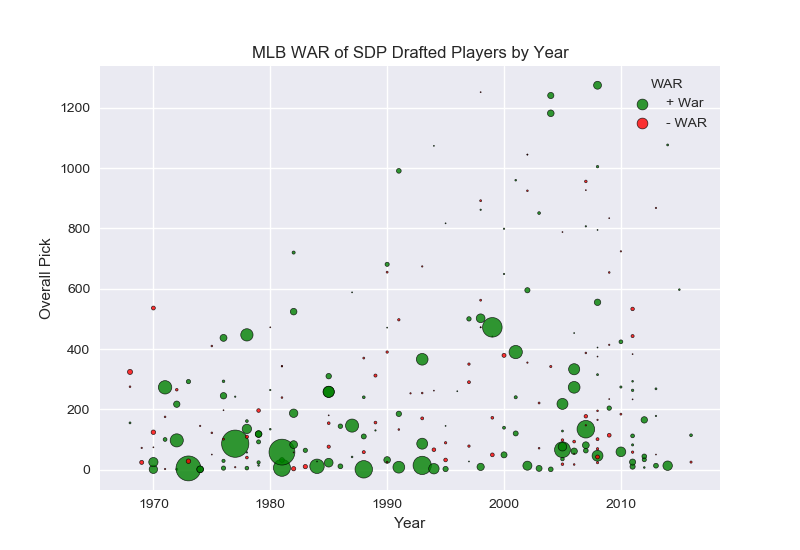 MLB WAR of SDP Drafted Players by Year
WAR
+ War
- WAR
1200
1000
800
600
400
200
0
Overall Pick
1970 1980 1990 2000 2010
Year